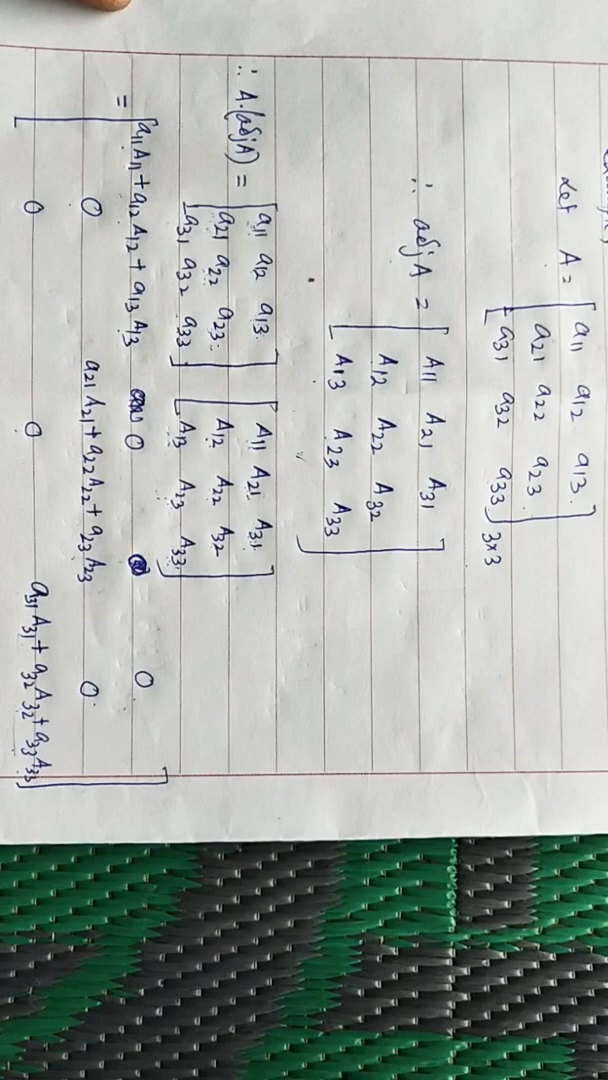 Let A = [ a11 a12 a13
a21 a22 a23
a31 a32 a33 ] 3×3
∴ adj A = [ A11 A21 A31
A12 A22 A32
A13 A23 A33 ]
∴ A.(adj A) = [ a11 a12 a13 [ A11 A21 A31
a21 a22 a23 A12 A22 A32
a31 a32 a33 ] A13 A23 A33 ]
= [ a11A11 + a12A12 + a13A13 0 0
0 a21A21 + a22A22 + a23A23 0
0 0 a31A31 + a32A32 + a33A33 ]